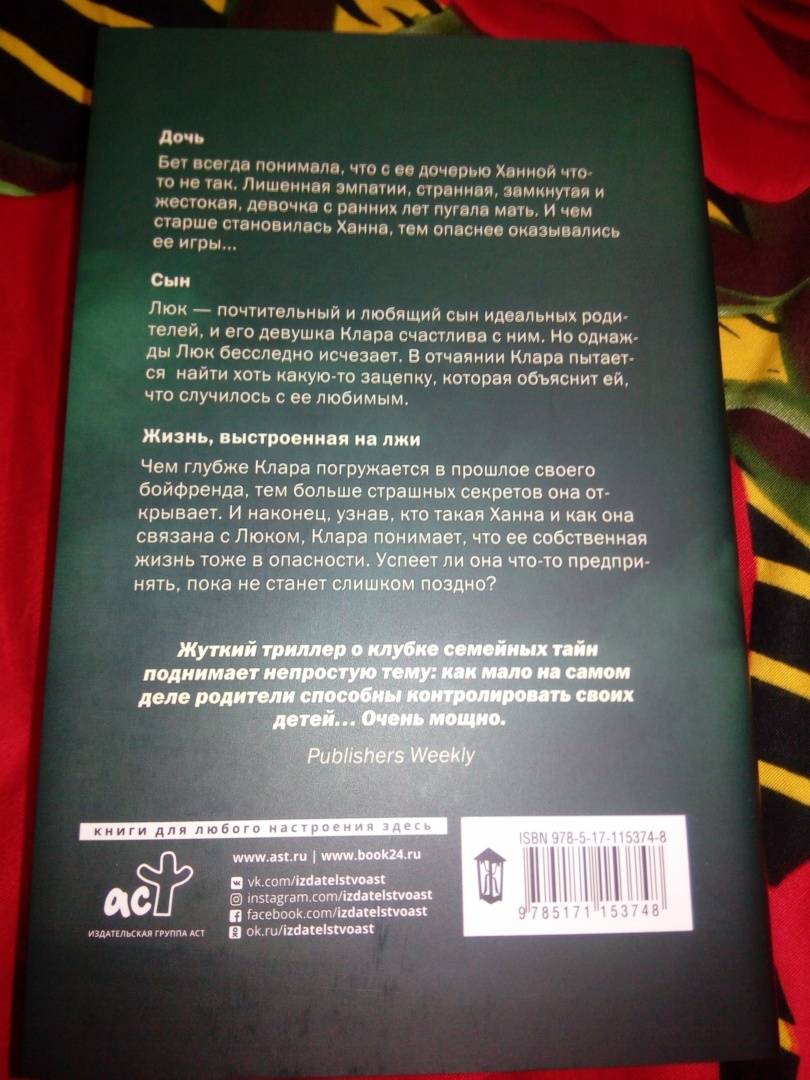 Дочь
Бет всегда понимала, что с ее дочерью Ханной что-
то не так. Лишенная эмпатии, странная, замкнутая и
жестокая, девочка с ранних лет пугала мать. И чем
старше становилась Ханна, тем опаснее оказывались
ее игры...
Сын
Люк — почтительный и любящий сын идеальных роди-
телей, и его девушка Клара счастлива с ним. Но однаж-
ды Люк бесследно исчезает. В отчаянии Клара пытает-
ся найти хоть какую-то зацепку, которая объяснит ей,
что случилось с ее любимым.
Жизнь, выстроенная на лжи
Чем глубже Клара погружается в прошлое своего
бойфренда, тем больше страшных секретов она от-
крывает. И наконец, узнав, кто такая Ханна и как она
связана с Люком, Клара понимает, что ее собственная
жизнь тоже в опасности. Успеет ли она что-то предпри-
нять, пока не станет слишком поздно?
Жуткий триллер о клубке семейных тайн
поднимает непростую тему: как мало на самом
деле родители способны контролировать своих
детей... Очень мощно.
Publishers Weekly
книги для любого настроения здесь
аст
ИЗДАТЕЛЬСКАЯ ГРУППА АСТ
www.ast.ru | www.book24.ru
vk.com/izdatelstvoast
instagram.com/izdatelstvoast
facebook.com/izdatelstvoast
ok.ru/izdatelstvoast
ISBN 978-5-17-115374-8
9 785171 153748